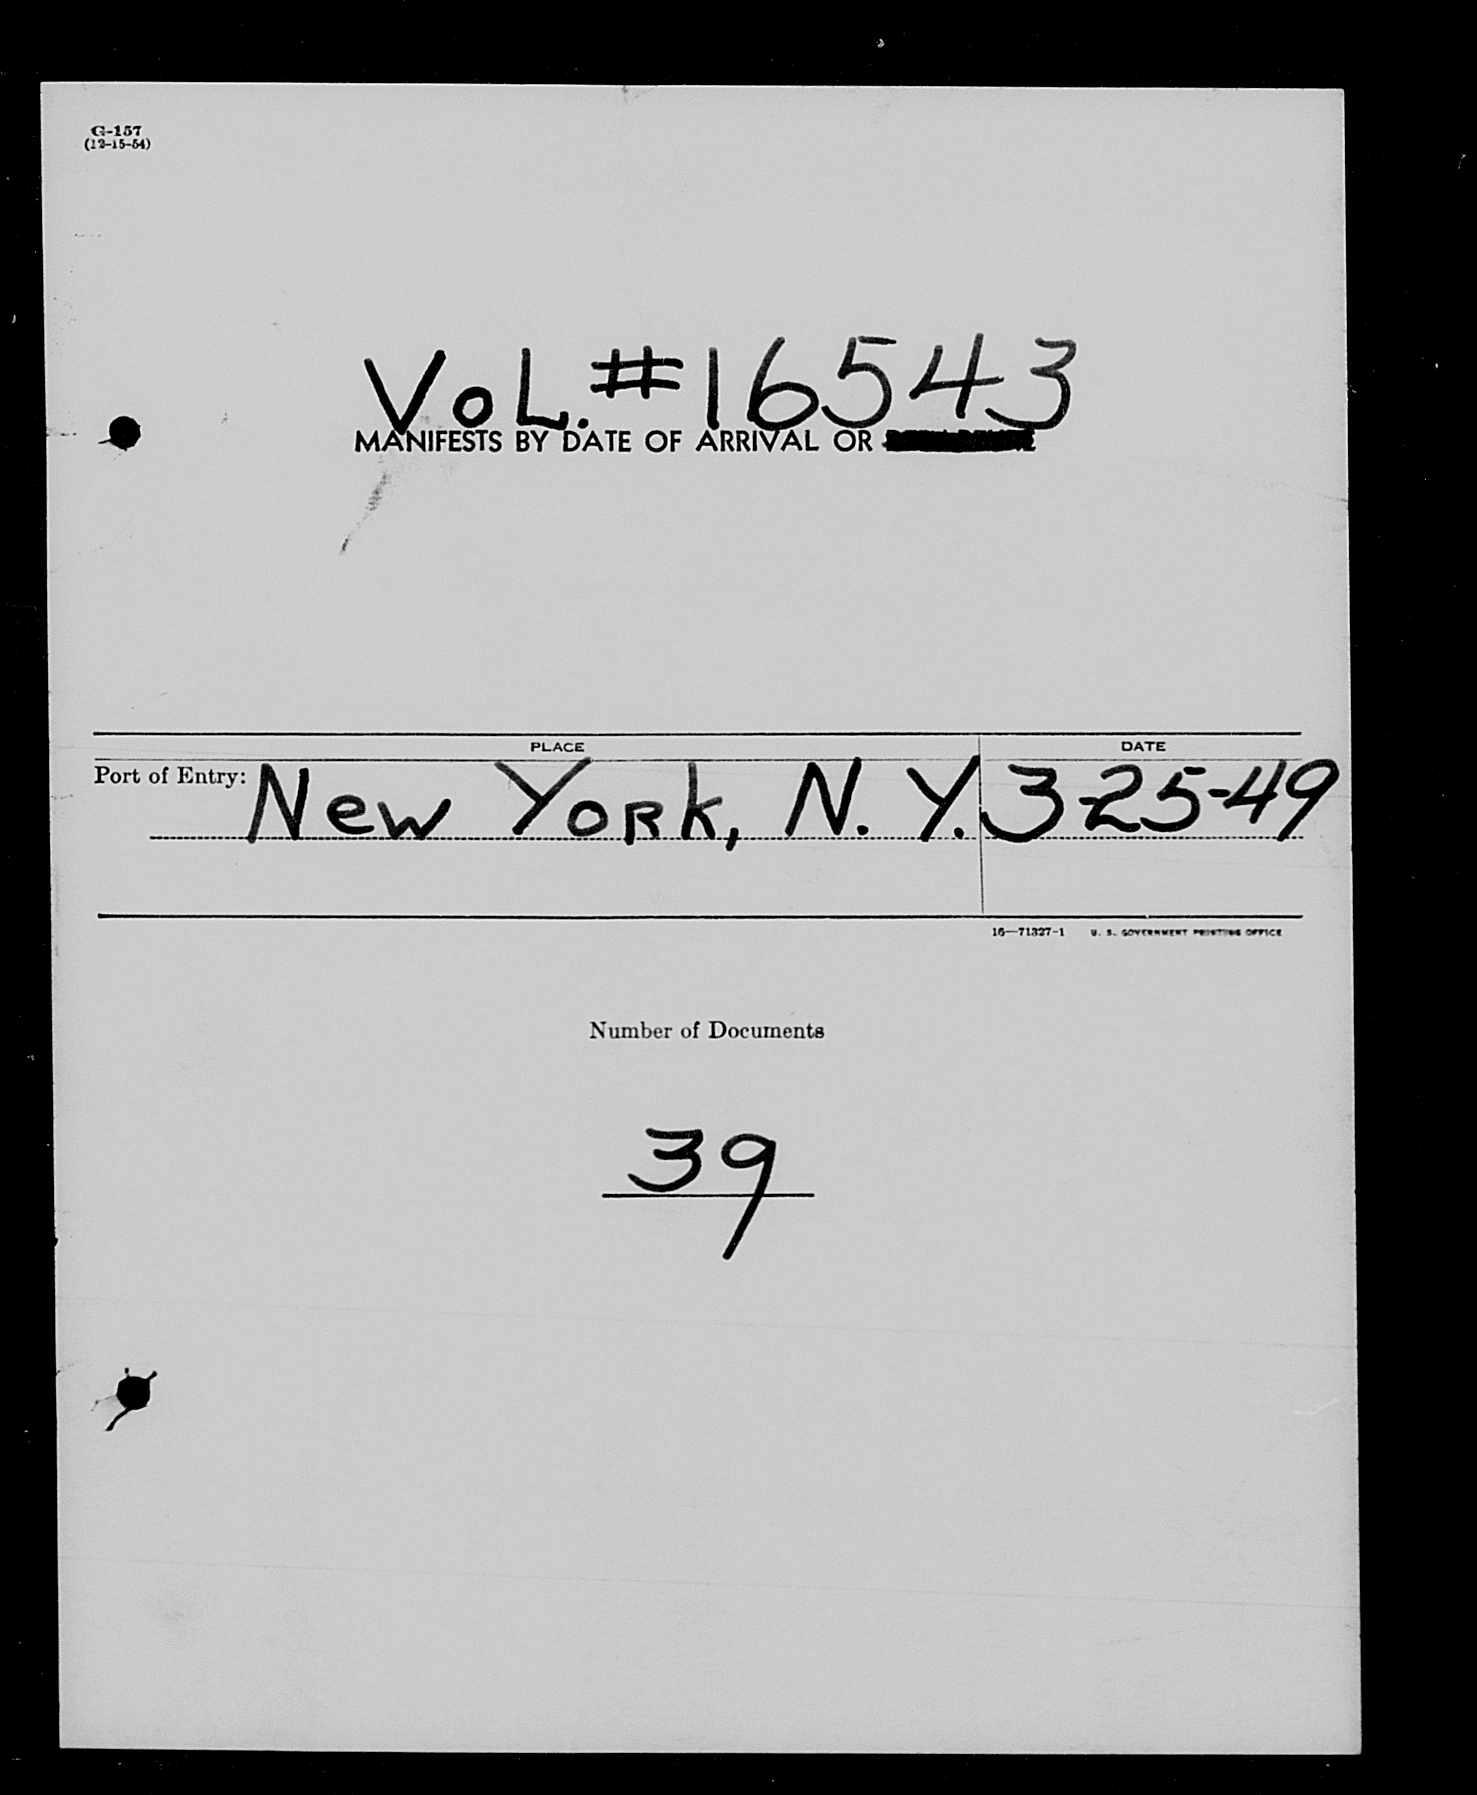 G-157
(12-15-54)
VOL. #16543
MANIFESTS BY DATE OF ARRIVAL OR
PLACE DATE
Port of Entry: New York, N. Y. 3-25-49
16—71327-1 U. S. GOVERNMENT PRINTING OFFICE
Number of Documents
39